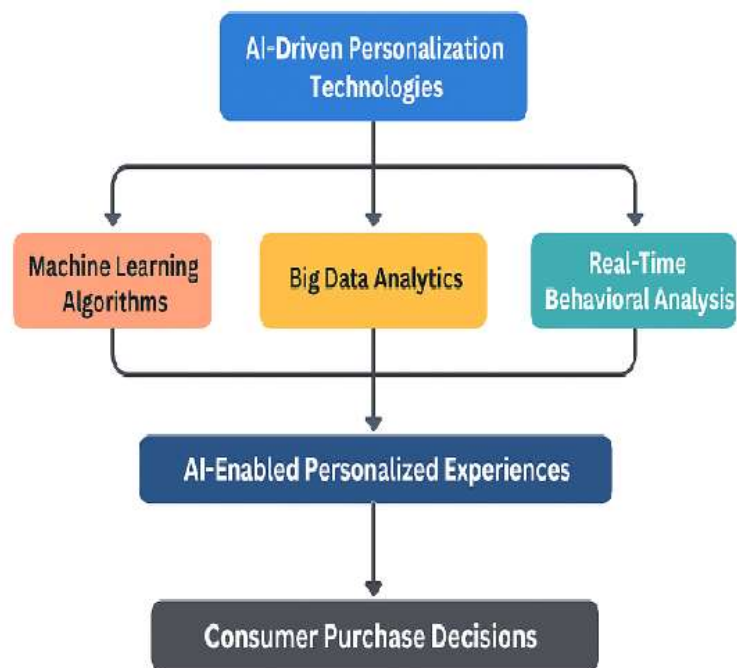 AI-Driven Personalization
Technologies
Machine Learning
Algorithms
Big Data Analytics
Real-Time
Behavioral Analysis
AI-Enabled Personalized Experiences
Consumer Purchase Decisions